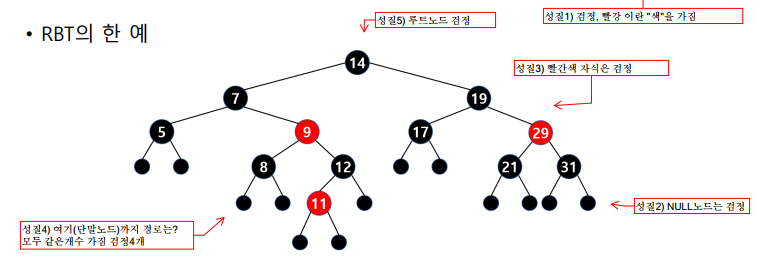 성질1) 검정, 빨강 이란 "색"을 가짐
성질5) 루트노드 검정
• RBT의 한 예
14
성질3) 빨간색 자식은 검정
7
19
5
9
17
29
8
12
21
31
11
성질2) NULL노드는 검정
성질4) 여기(단말노드)까지 경로는?
모두 같은개수 가짐 검정4개